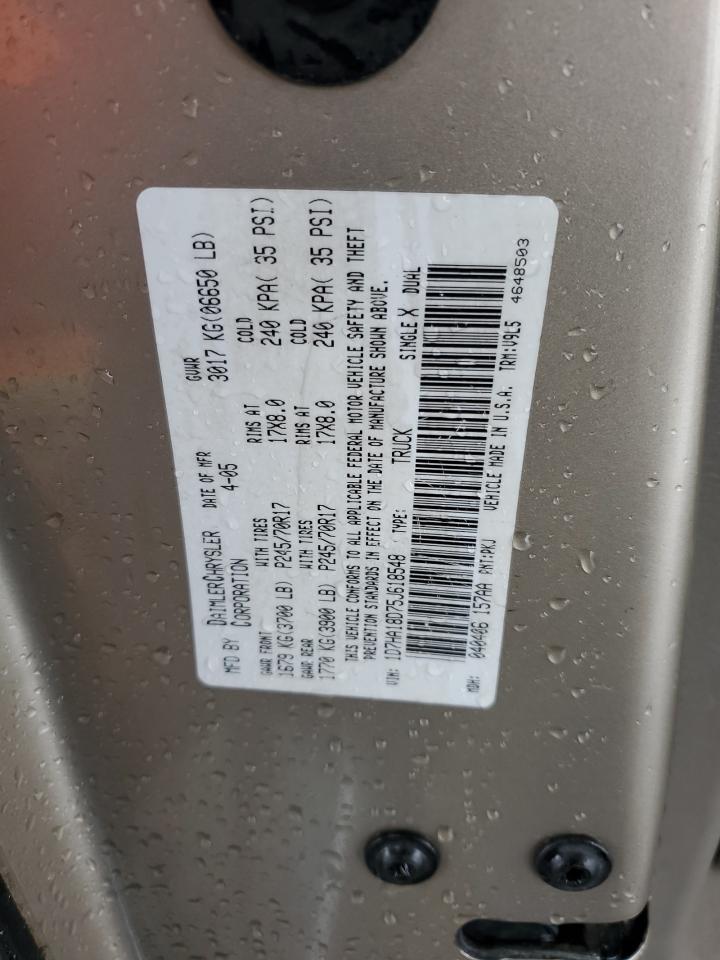 MFD BY DAIMLERCHRYSLER CORPORATION
DATE OF MFR 4-05
GVWR 3017 KG(06650 LB)
GAWR FRONT WITH TIRES RIMS AT COLD
1679 KG(3700 LB) P245/70R17 17X8.0 240 KPA( 35 PSI)
GAWR REAR WITH TIRES RIMS AT COLD
1770 KG(3900 LB) P245/70R17 17X8.0 240 KPA( 35 PSI)
THIS VEHICLE CONFORMS TO ALL APPLICABLE FEDERAL MOTOR VEHICLE SAFETY AND THEFT
PREVENTION STANDARDS IN EFFECT ON THE DATE OF MANUFACTURE SHOWN ABOVE.
VIN: 1D7HA18D75J618548 TYPE: TRUCK SINGLE X DUAL
MDH: 040406 157AA PNT:PKJ VEHICLE MADE IN U.S.A. TRM:V9L5 4648503